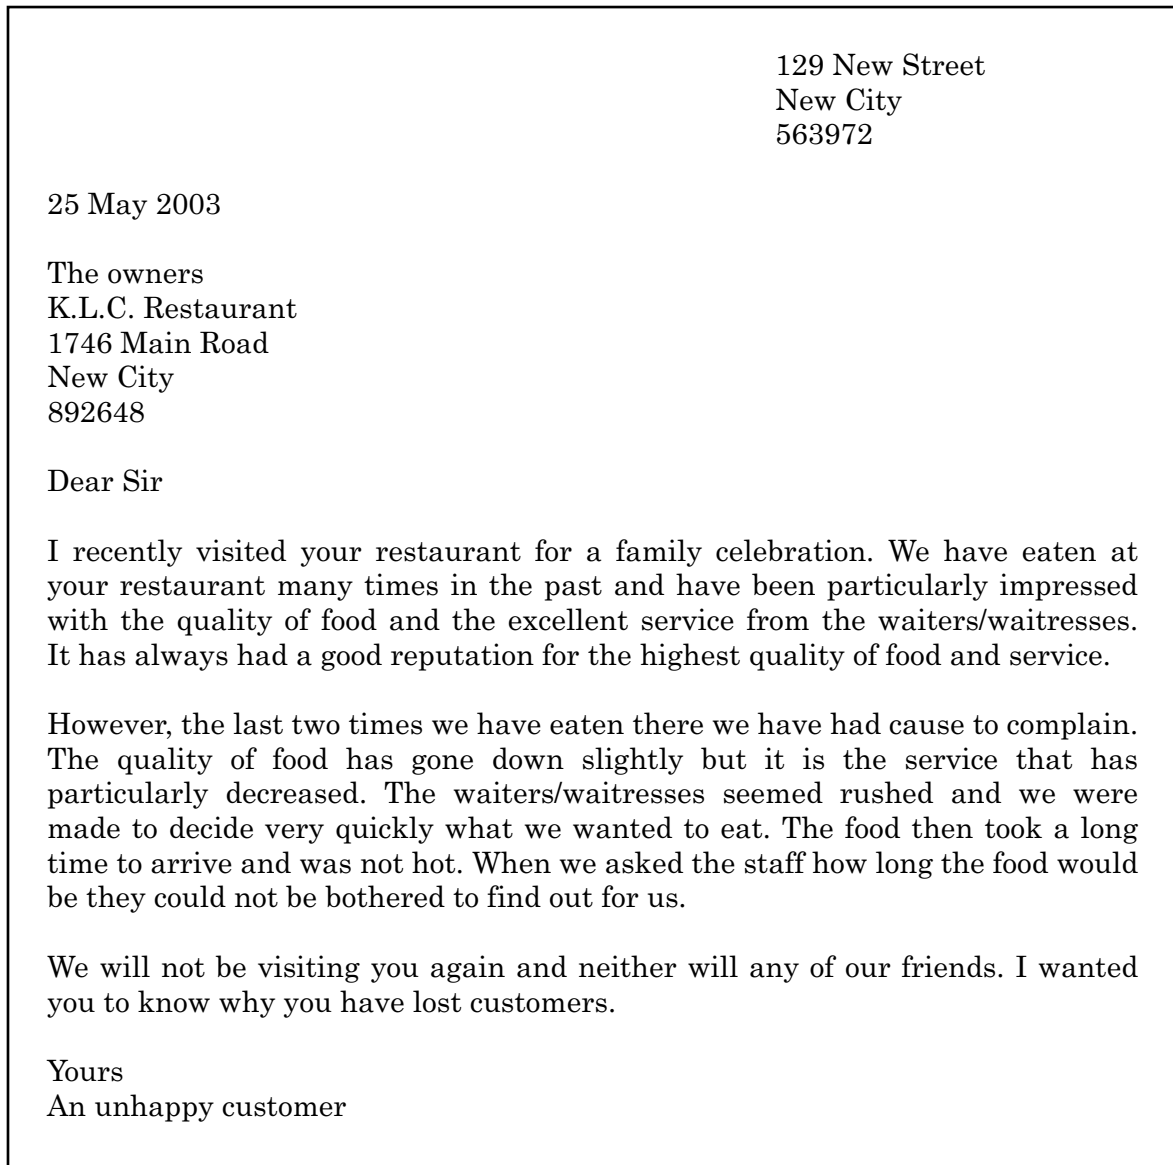 129 New Street
New City
563972
25 May 2003
The owners
K.L.C. Restaurant
1746 Main Road
New City
892648
Dear Sir
I recently visited your restaurant for a family celebration. We have eaten at
your restaurant many times in the past and have been particularly impressed
with the quality of food and the excellent service from the waiters/waitresses.
It has always had a good reputation for the highest quality of food and service.
However, the last two times we have eaten there we have had cause to complain.
The quality of food has gone down slightly but it is the service that has
particularly decreased. The waiters/waitresses seemed rushed and we were
made to decide very quickly what we wanted to eat. The food then took a long
time to arrive and was not hot. When we asked the staff how long the food would
be they could not be bothered to find out for us.
We will not be visiting you again and neither will any of our friends. I wanted
you to know why you have lost customers.
Yours
An unhappy customer